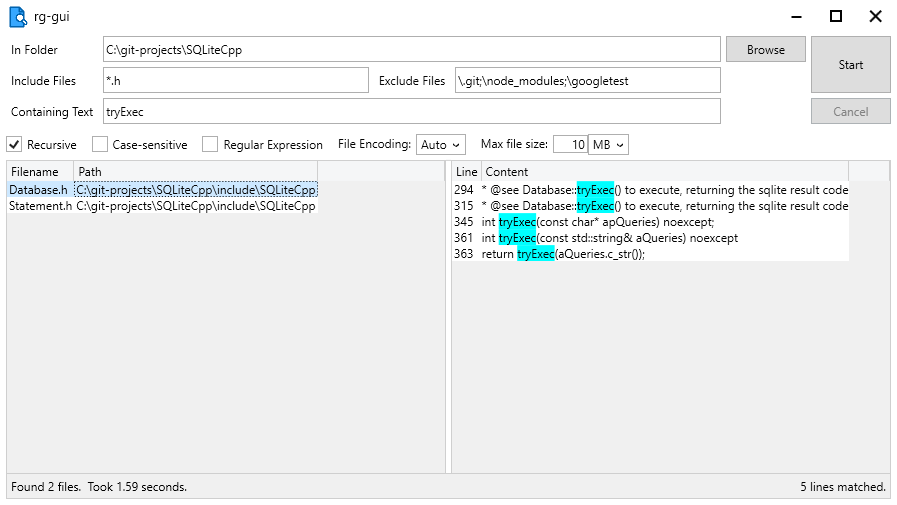 rg-gui
In Folder C:\git-projects\SQLiteCpp Browse Start
Include Files *.h Exclude Files \.git;\node_modules;\googletest
Containing Text tryExec Cancel
Recursive Case-sensitive Regular Expression File Encoding: Auto Max file size: 10 MB
Filename Path
Database.h C:\git-projects\SQLiteCpp\include\SQLiteCpp
Statement.h C:\git-projects\SQLiteCpp\include\SQLiteCpp
Line Content
294 * @see Database::tryExec() to execute, returning the sqlite result code
315 * @see Database::tryExec() to execute, returning the sqlite result code
345 int tryExec(const char* apQueries) noexcept;
361 int tryExec(const std::string& aQueries) noexcept
363 return tryExec(aQueries.c_str());
Found 2 files. Took 1.59 seconds. 5 lines matched.